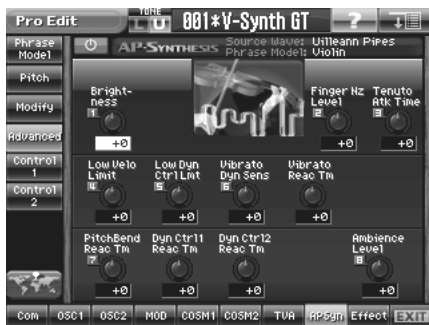 Pro Edit TONE L U 001*V-Synth GT ?
Phrase Model
AP-SYNTHESIS Source Wave: Uilleann Pipes
Phrase Model: Violin
Pitch
Modify
Advanced
Control 1
Control 2
Bright-
ness
1
+0
Finger Nz
Level
2
+0
Tenuto
Atk Time
3
+0
Low Velo
Limit
4
+0
Low Dyn
CtrlLmt
5
+0
Vibrato
Dyn Sens
6
+0
Vibrato
Reac Tm
+0
PitchBend
Reac Tm
7
+0
Dyn Ctrl1
Reac Tm
+0
Dyn Ctrl2
Reac Tm
+0
Ambience
Level
8
+0
Com OSC1 OSC2 MOD COSM1 COSM2 TVA APSyn Effect EXIT